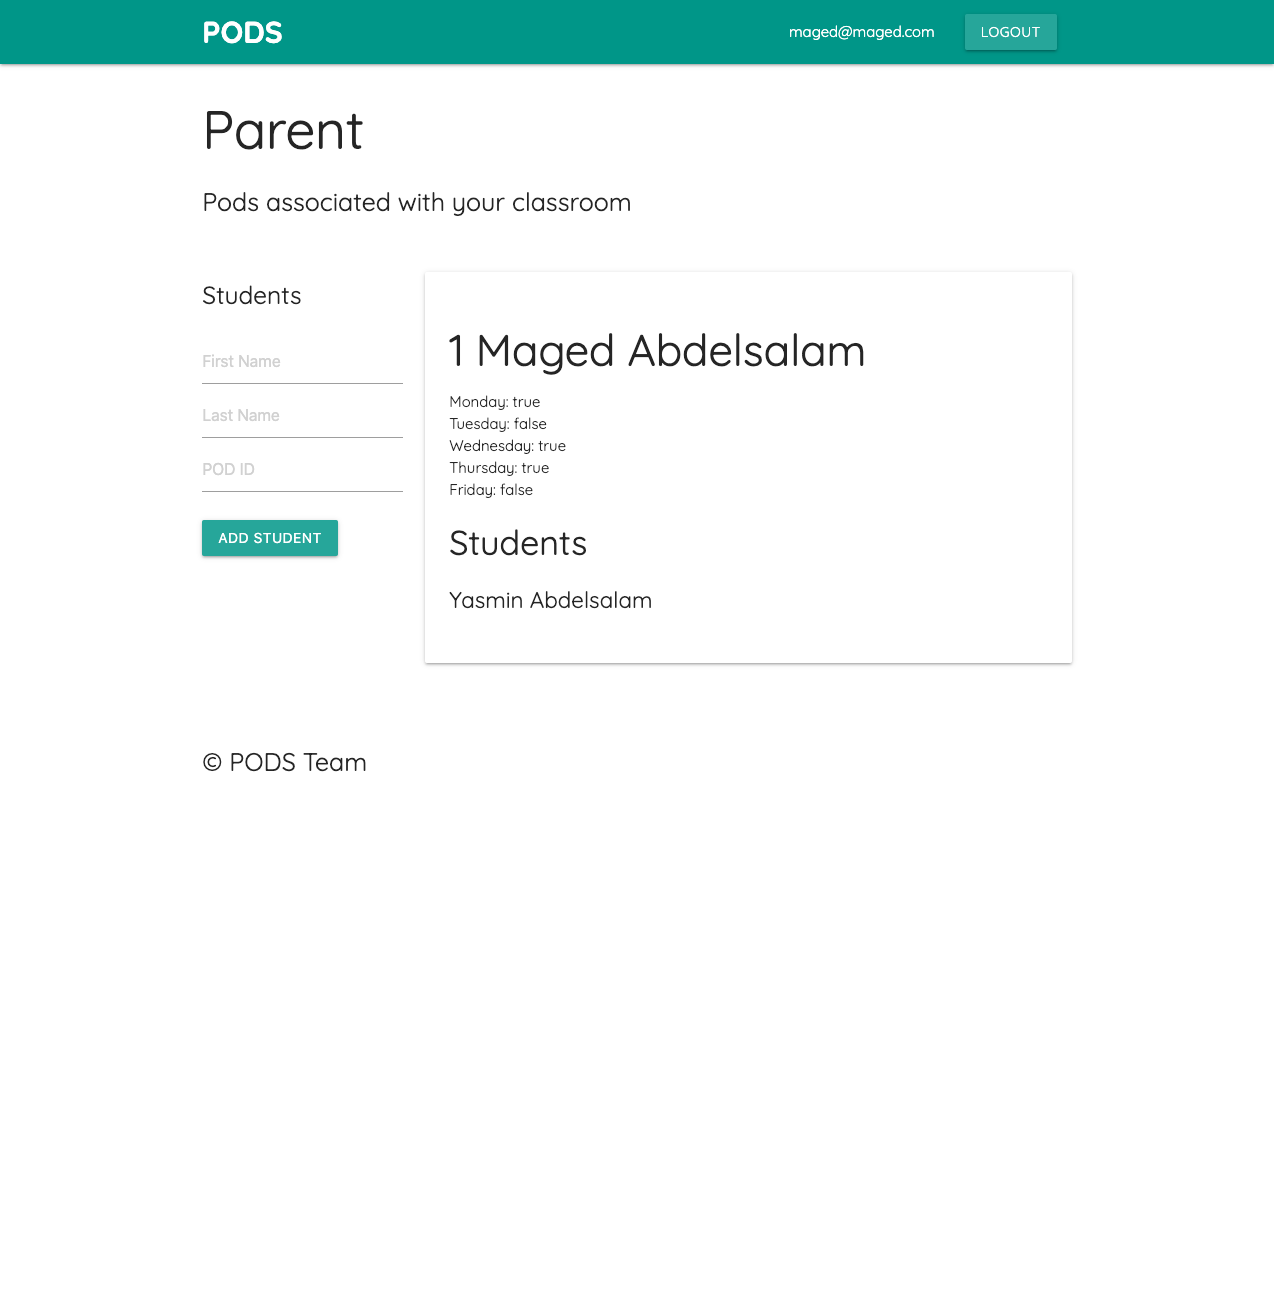 PODS
maged@maged.com
LOGOUT
Parent
Pods associated with your classroom
Students
First Name
Last Name
POD ID
ADD STUDENT
1 Maged Abdelsalam
Monday: true
Tuesday: false
Wednesday: true
Thursday: true
Friday: false
Students
Yasmin Abdelsalam
© PODS Team